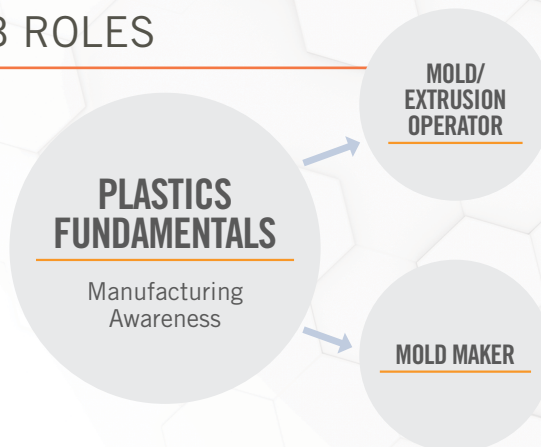 ROLES
MOLD/
EXTRUSION
OPERATOR
PLASTICS
FUNDAMENTALS
Manufacturing
Awareness
MOLD MAKER